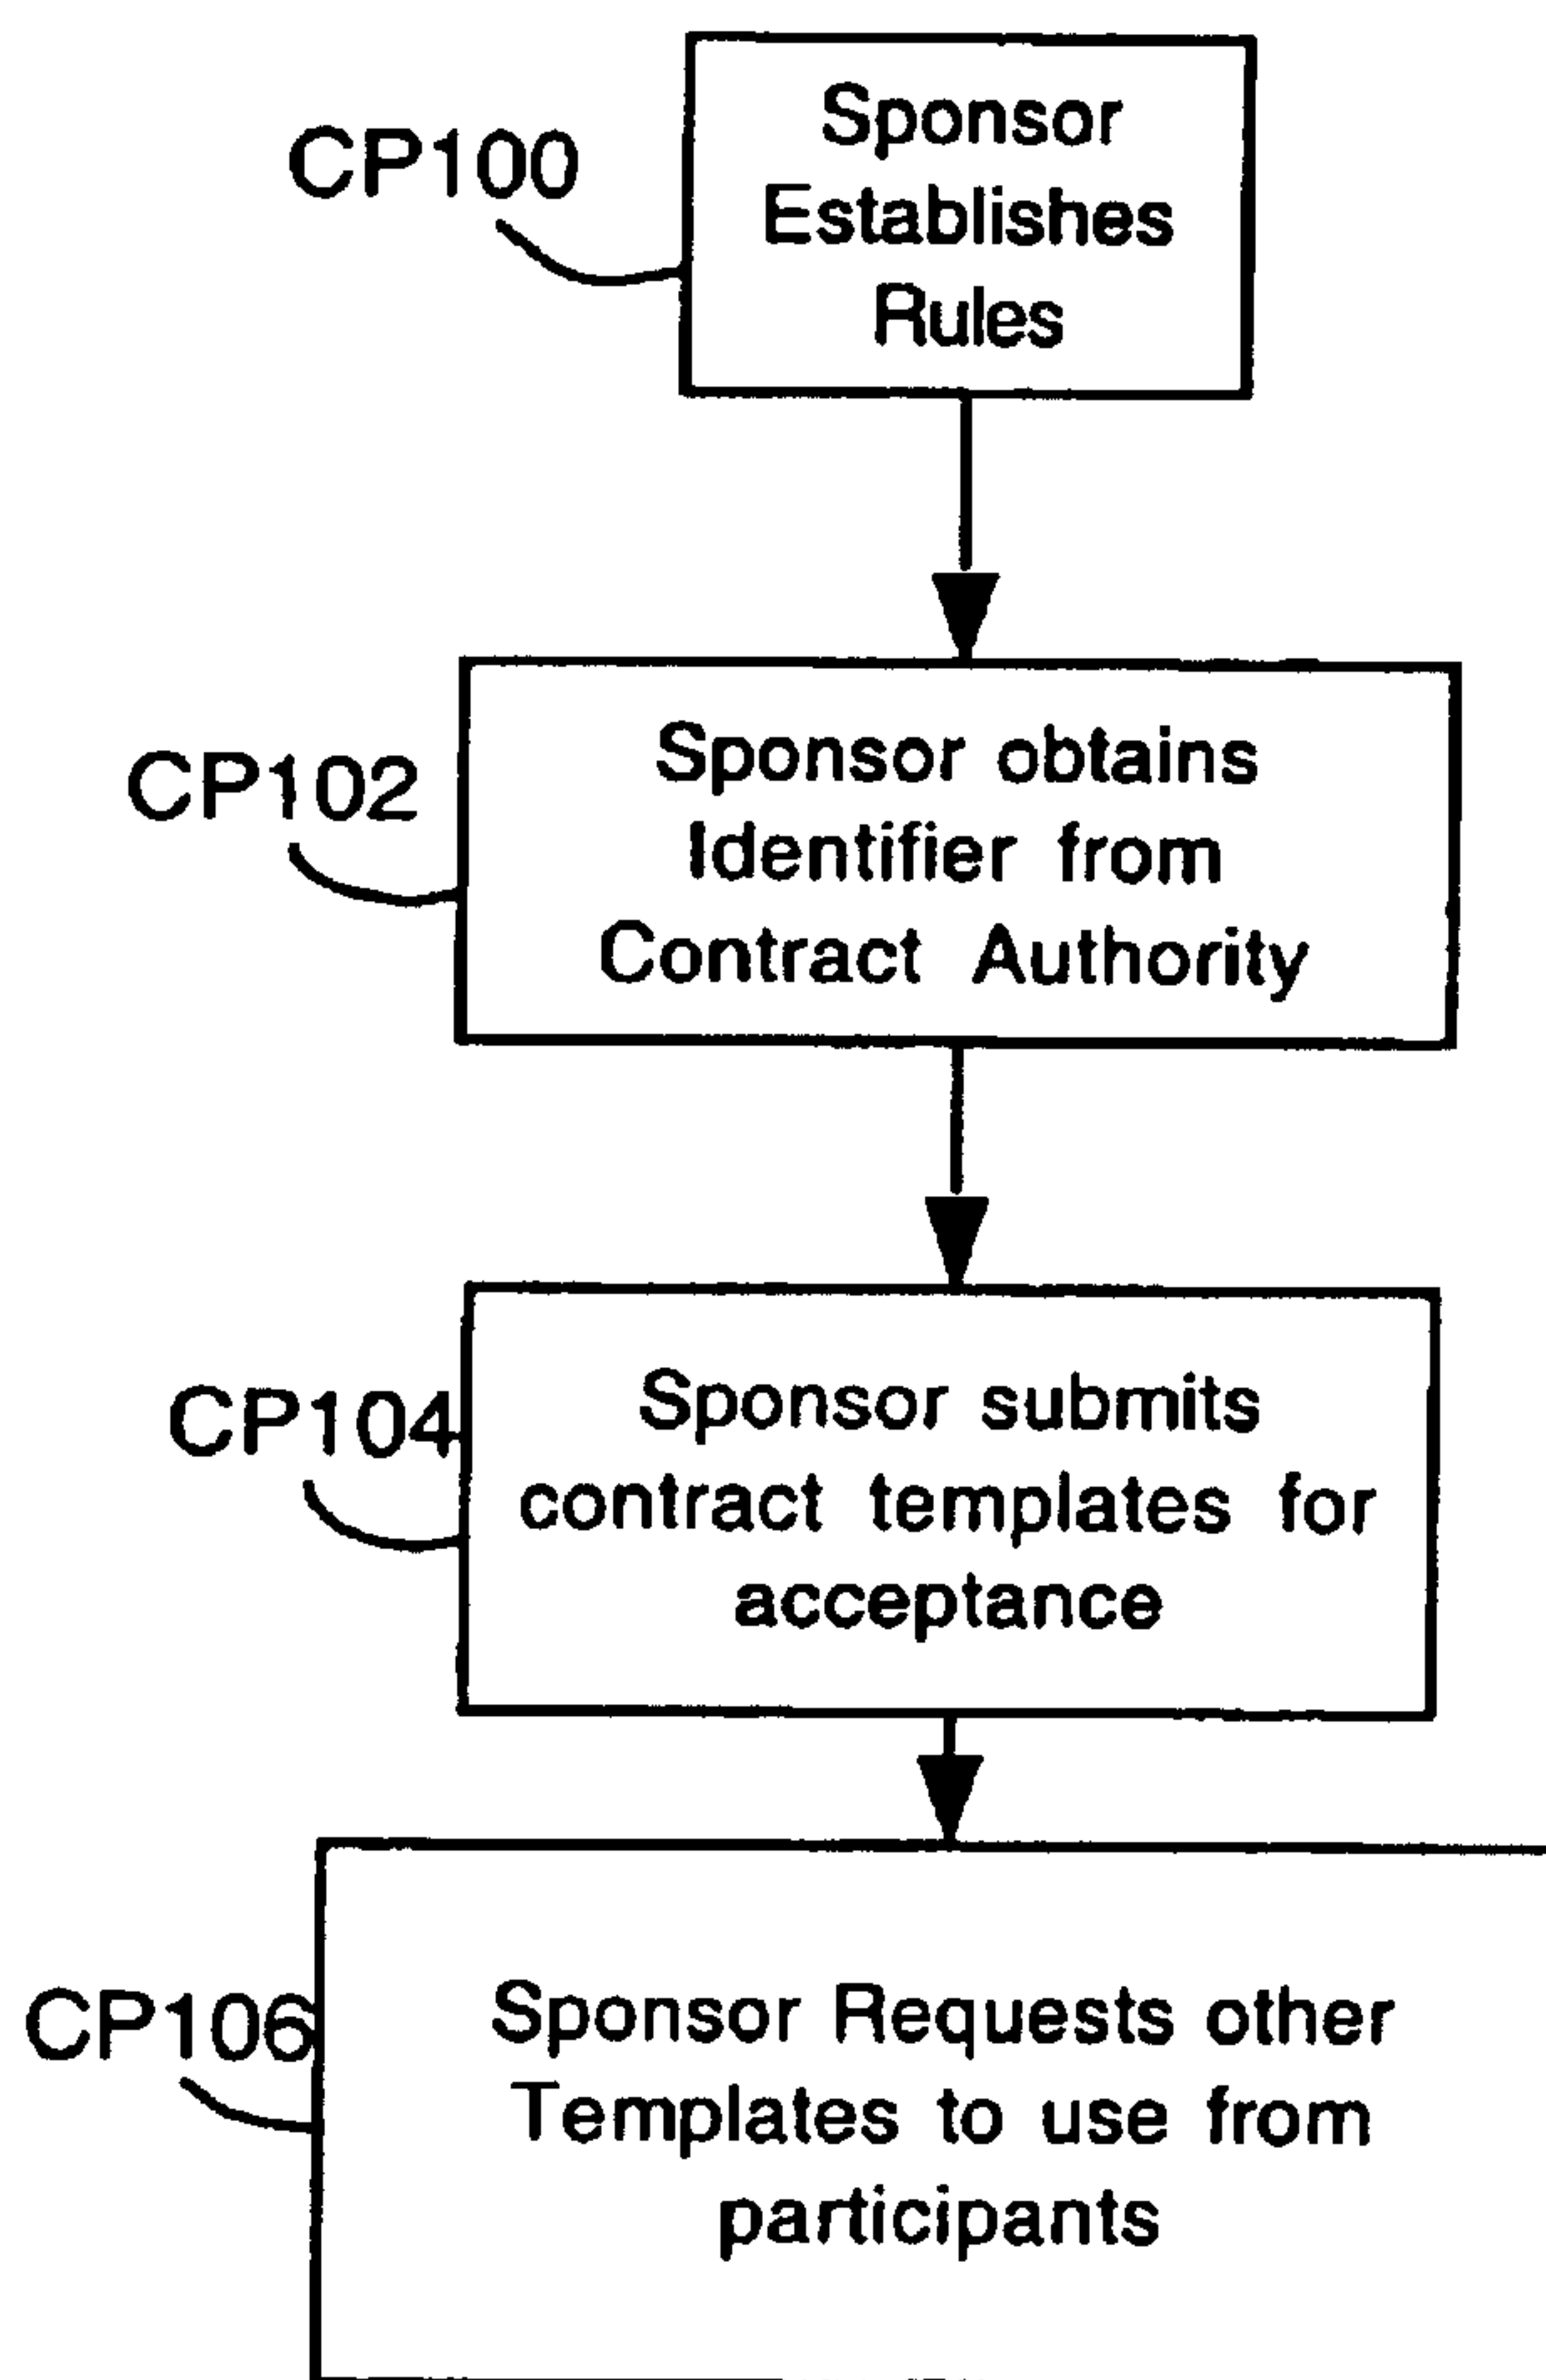 CP100
Sponsor
Establishes
Rules
CP102
Sponsor obtains
Identifier from
Contract Authority
CP104
Sponsor submits
contract templates for
acceptance
CP106
Sponsor Requests other
Templates to use from
participants